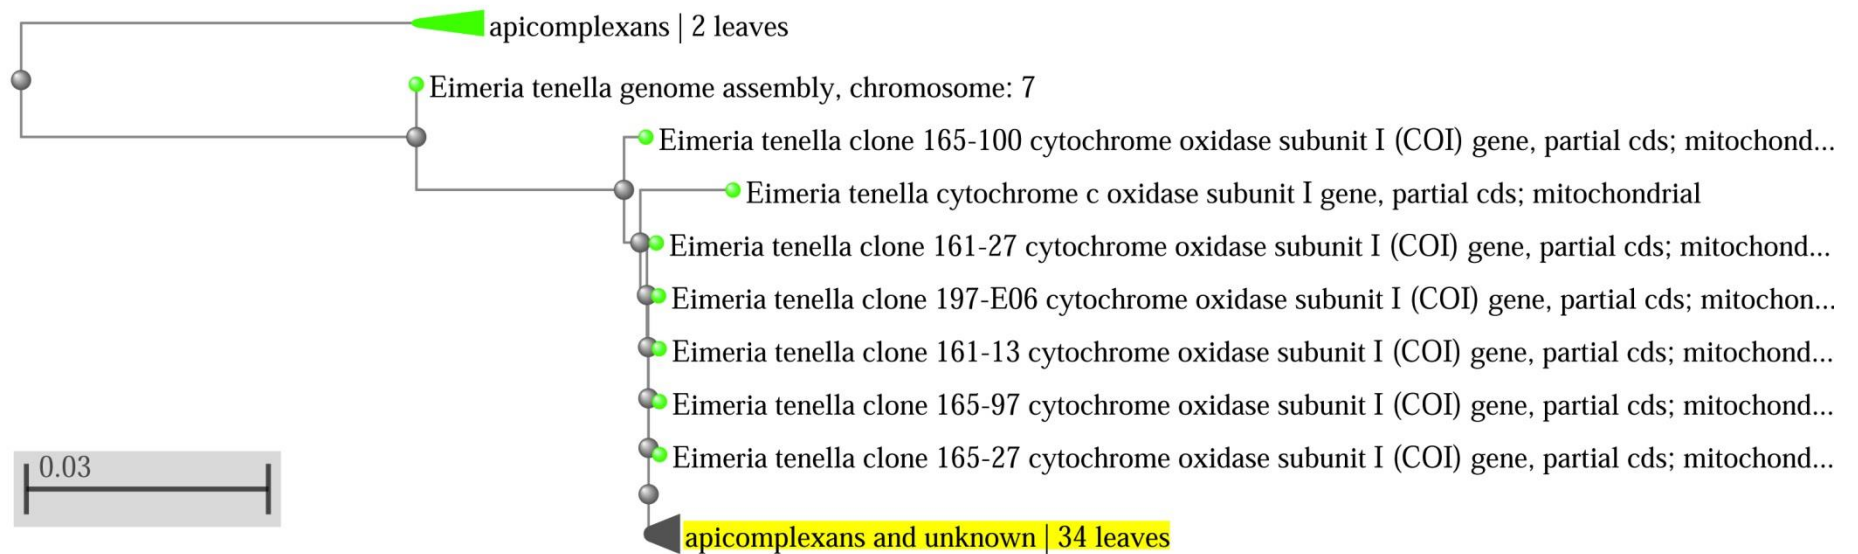 apicomplexans | 2 leaves
Eimeria tenella genome assembly, chromosome: 7
Eimeria tenella clone 165-100 cytochrome oxidase subunit I (COI) gene, partial cds; mitochond...
Eimeria tenella cytochrome c oxidase subunit I gene, partial cds; mitochondrial
Eimeria tenella clone 161-27 cytochrome oxidase subunit I (COI) gene, partial cds; mitochond...
Eimeria tenella clone 197-E06 cytochrome oxidase subunit I (COI) gene, partial cds; mitochon...
Eimeria tenella clone 161-13 cytochrome oxidase subunit I (COI) gene, partial cds; mitochond...
Eimeria tenella clone 165-97 cytochrome oxidase subunit I (COI) gene, partial cds; mitochond...
Eimeria tenella clone 165-27 cytochrome oxidase subunit I (COI) gene, partial cds; mitochond...
0.03
apicomplexans and unknown | 34 leaves